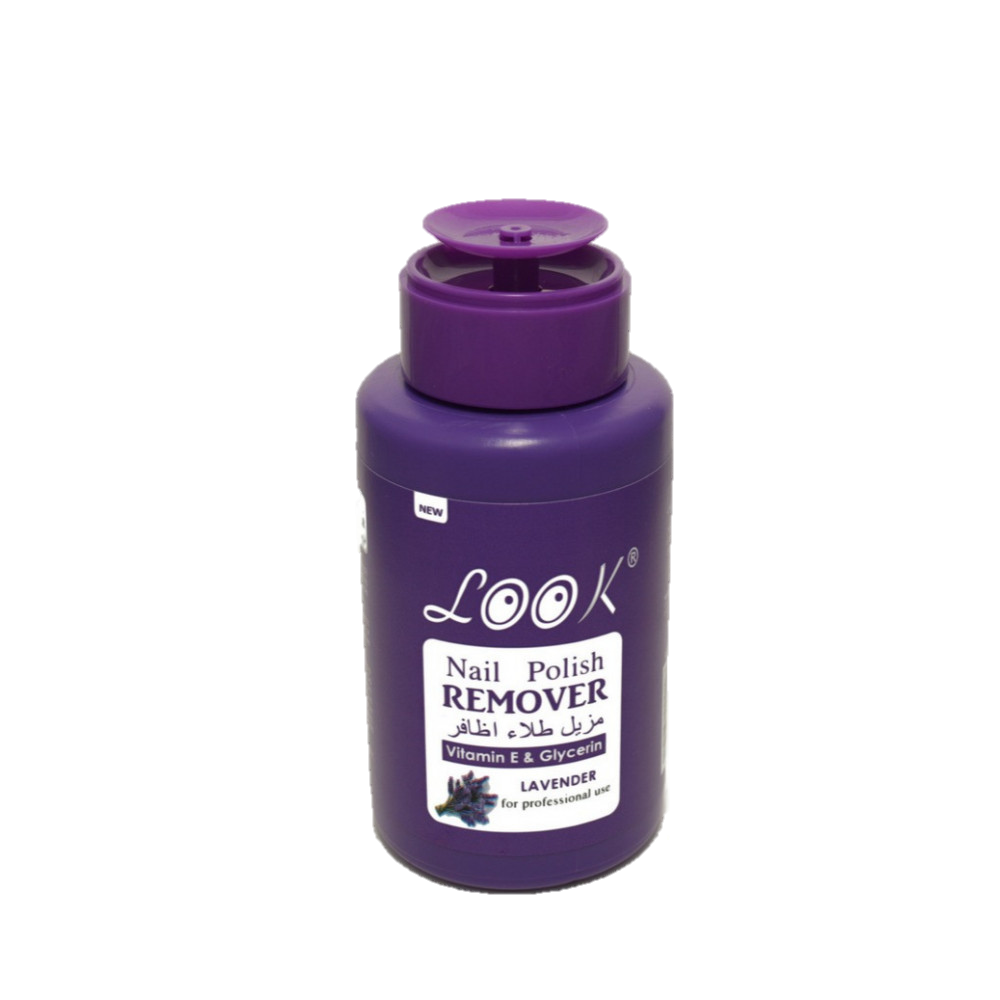 NEW
LOOK®
Nail Polish
REMOVER
مزيل طلاء اظافر
Vitamin E & Glycerin
LAVENDER
for professional use